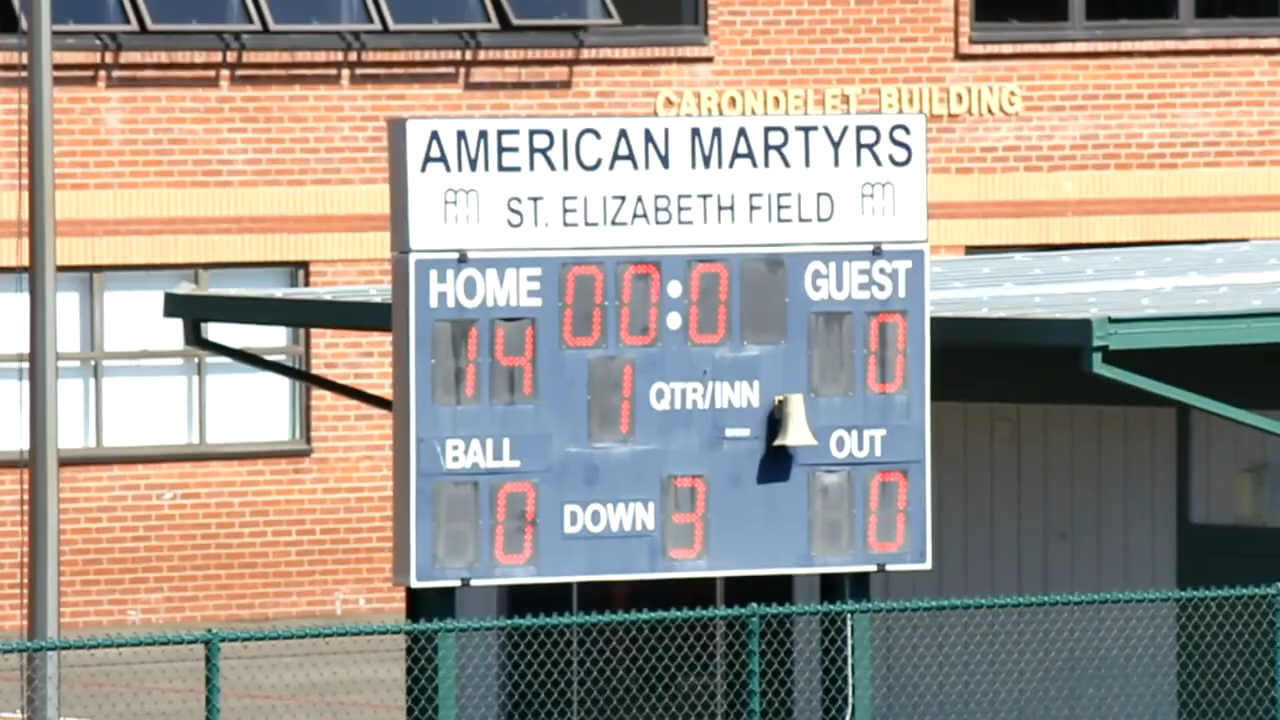 CARONDELET BUILDING
AMERICAN MARTYRS
ST. ELIZABETH FIELD
HOME 00:0 GUEST
14 0
1 QTR/INN
BALL OUT
0 DOWN 3 0